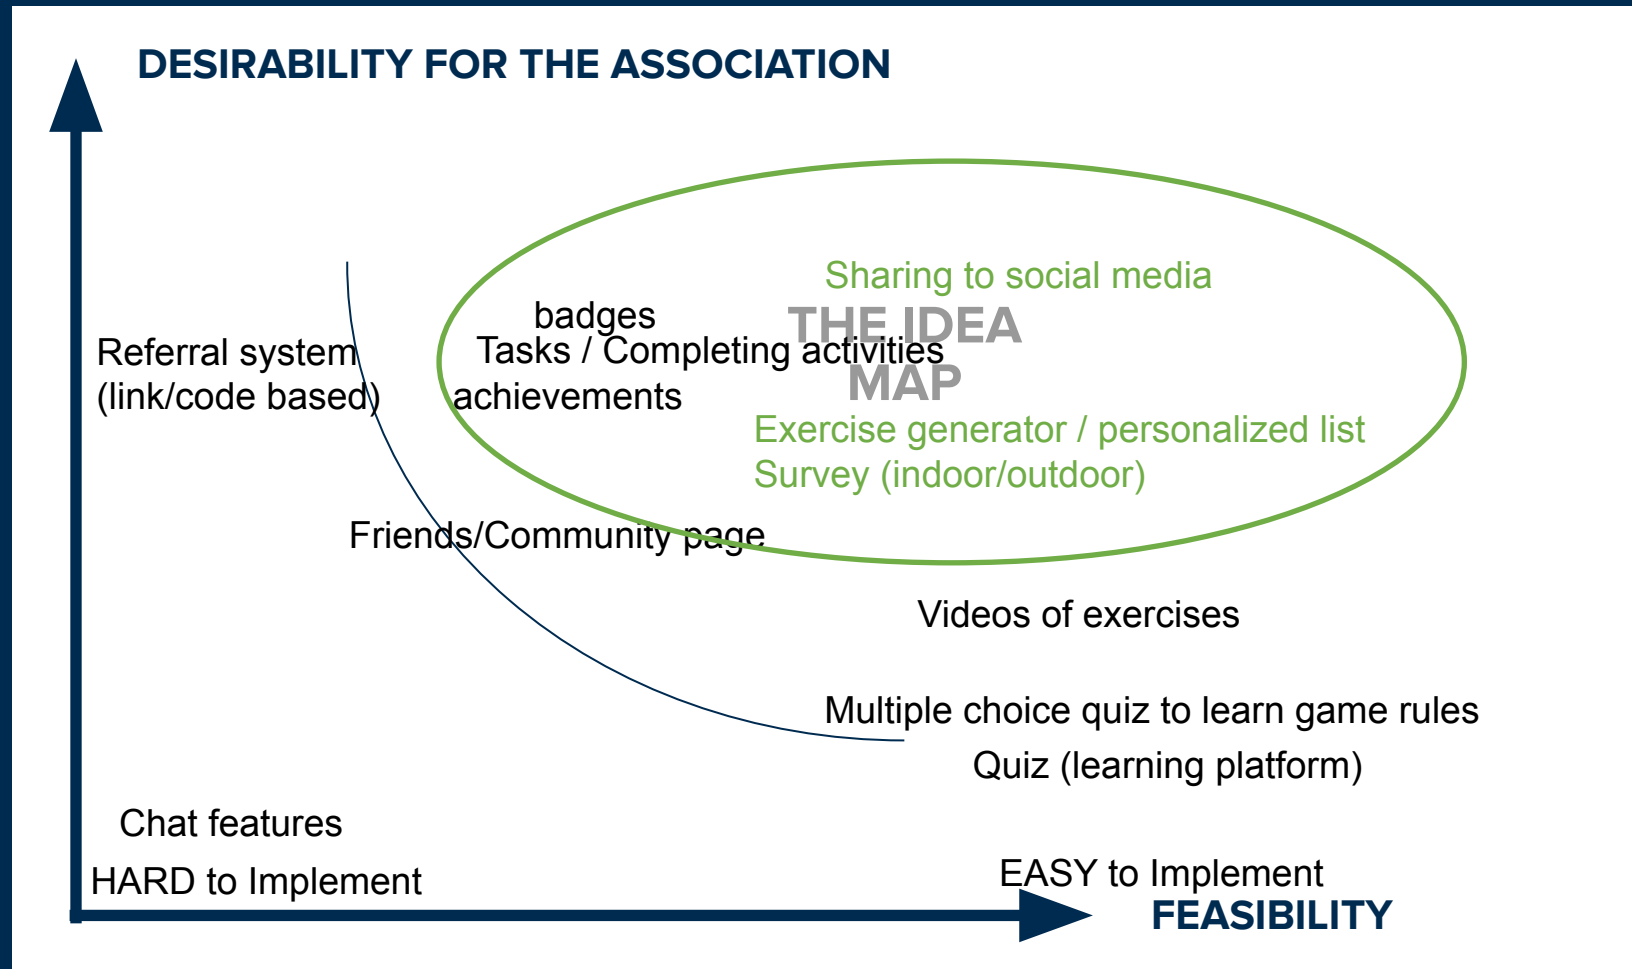 DESIRABILITY FOR THE ASSOCIATION
Sharing to social media
badges
THE IDEA
MAP
Tasks / Completing activities
achievements
Referral system
(link/code based)
Exercise generator / personalized list
Survey (indoor/outdoor)
Friends/Community page
Videos of exercises
Multiple choice quiz to learn game rules
Quiz (learning platform)
Chat features
HARD to Implement
EASY to Implement
FEASIBILITY